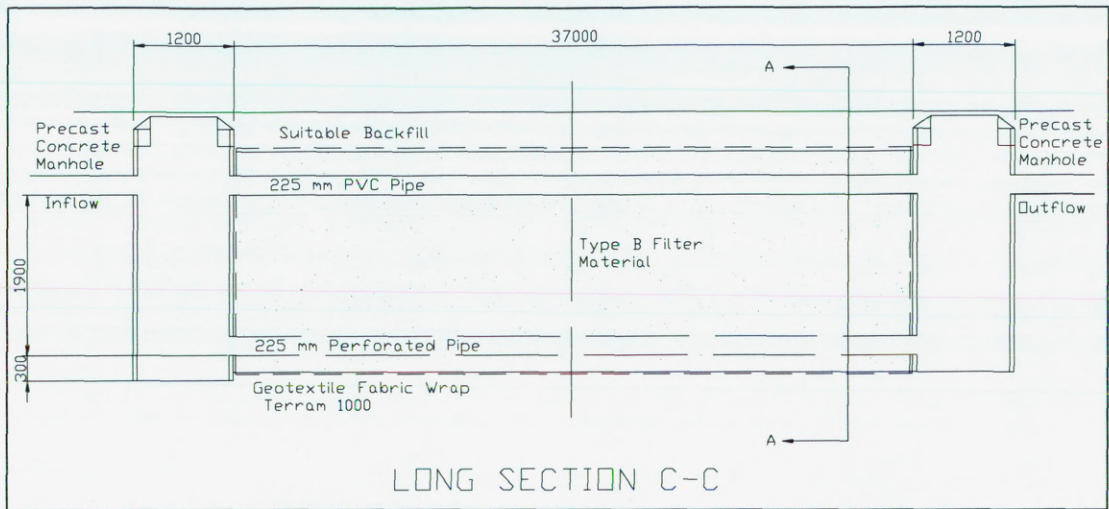 1200
37000
1200
A
Precast
Concrete
Manhole
Suitable Backfill
Precast
Concrete
Manhole
225 mm PVC Pipe
Inflow
Outflow
Type B Filter
Material
1900
225 mm Perforated Pipe
300
Geotextile Fabric Wrap
Terram 1000
A
LONG SECTION C-C